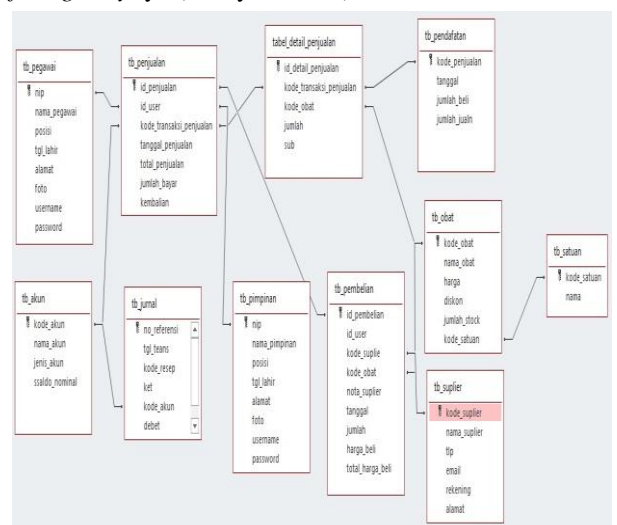 tb_pegawai
nip
nama_pegawai
posisi
tgl_lahir
alamat
foto
username
password
tb_penjualan
id_penjualan
id_user
kode_transaksi_penjualan
tanggal_penjualan
total_penjualan
jumlah_bayar
kembalian
tabel_detail_penjualan
id_detail_penjualan
kode_transaksi_penjualan
kode_obat
jumlah
sub
tb_pendafatan
kode_penjualan
tanggal
jumlah_beli
jumlah_jualn
tb_obat
kode_obat
nama_obat
harga
diskon
jumlah_stock
kode_satuan
tb_satuan
kode_satuan
nama
tb_akun
kode_akun
nama_akun
jenis_akun
ssaldo_nominal
tb_jurnal
no_referensi
tgl_teans
kode_resep
ket
kode_akun
debet
tb_pimpinan
nip
nama_pimpinan
posisi
tgl_lahir
alamat
foto
username
password
tb_pembelian
id_pembelian
id_user
kode_suplie
kode_obat
nota_suplier
tanggal
jumlah
harga_beli
total_harga_beli
tb_suplier
kode_suplier
nama_suplier
tlp
email
rekening
alamat